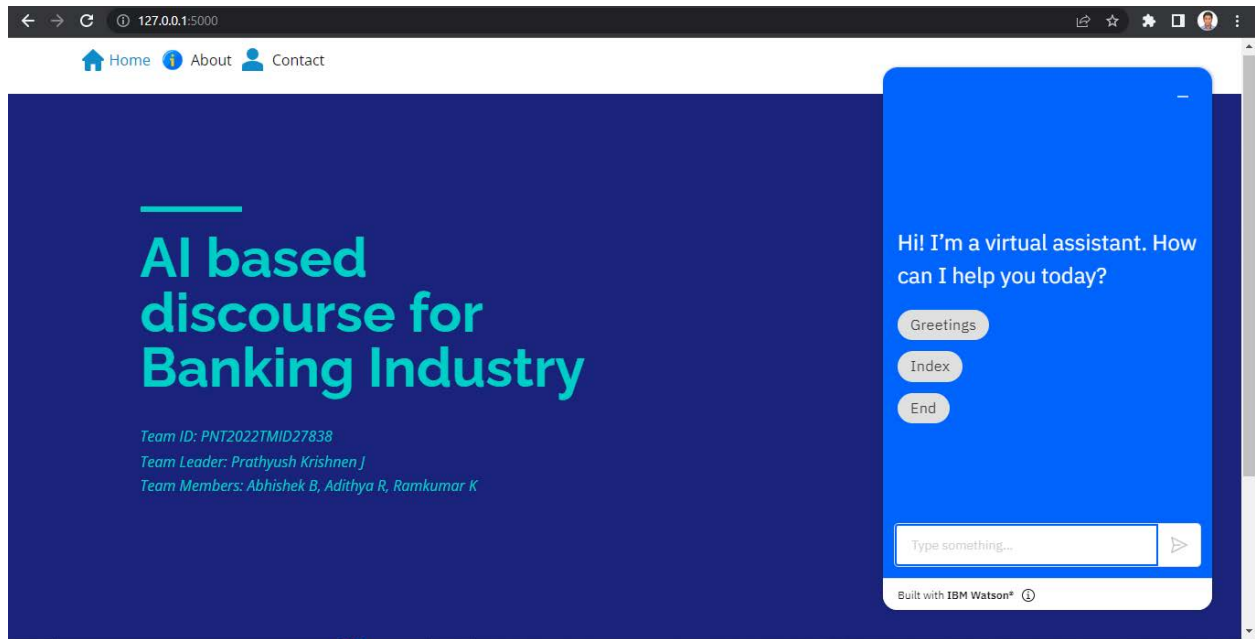 127.0.0.1:5000
Home About Contact
AI based
discourse for
Banking Industry
Team ID: PNT2022TMID27838
Team Leader: Prathyush Krishnen J
Team Members: Abhishek B, Adithya R, Ramkumar K
Hi! I'm a virtual assistant. How
can I help you today?
Greetings
Index
End
Type something...
Built with IBM Watson®